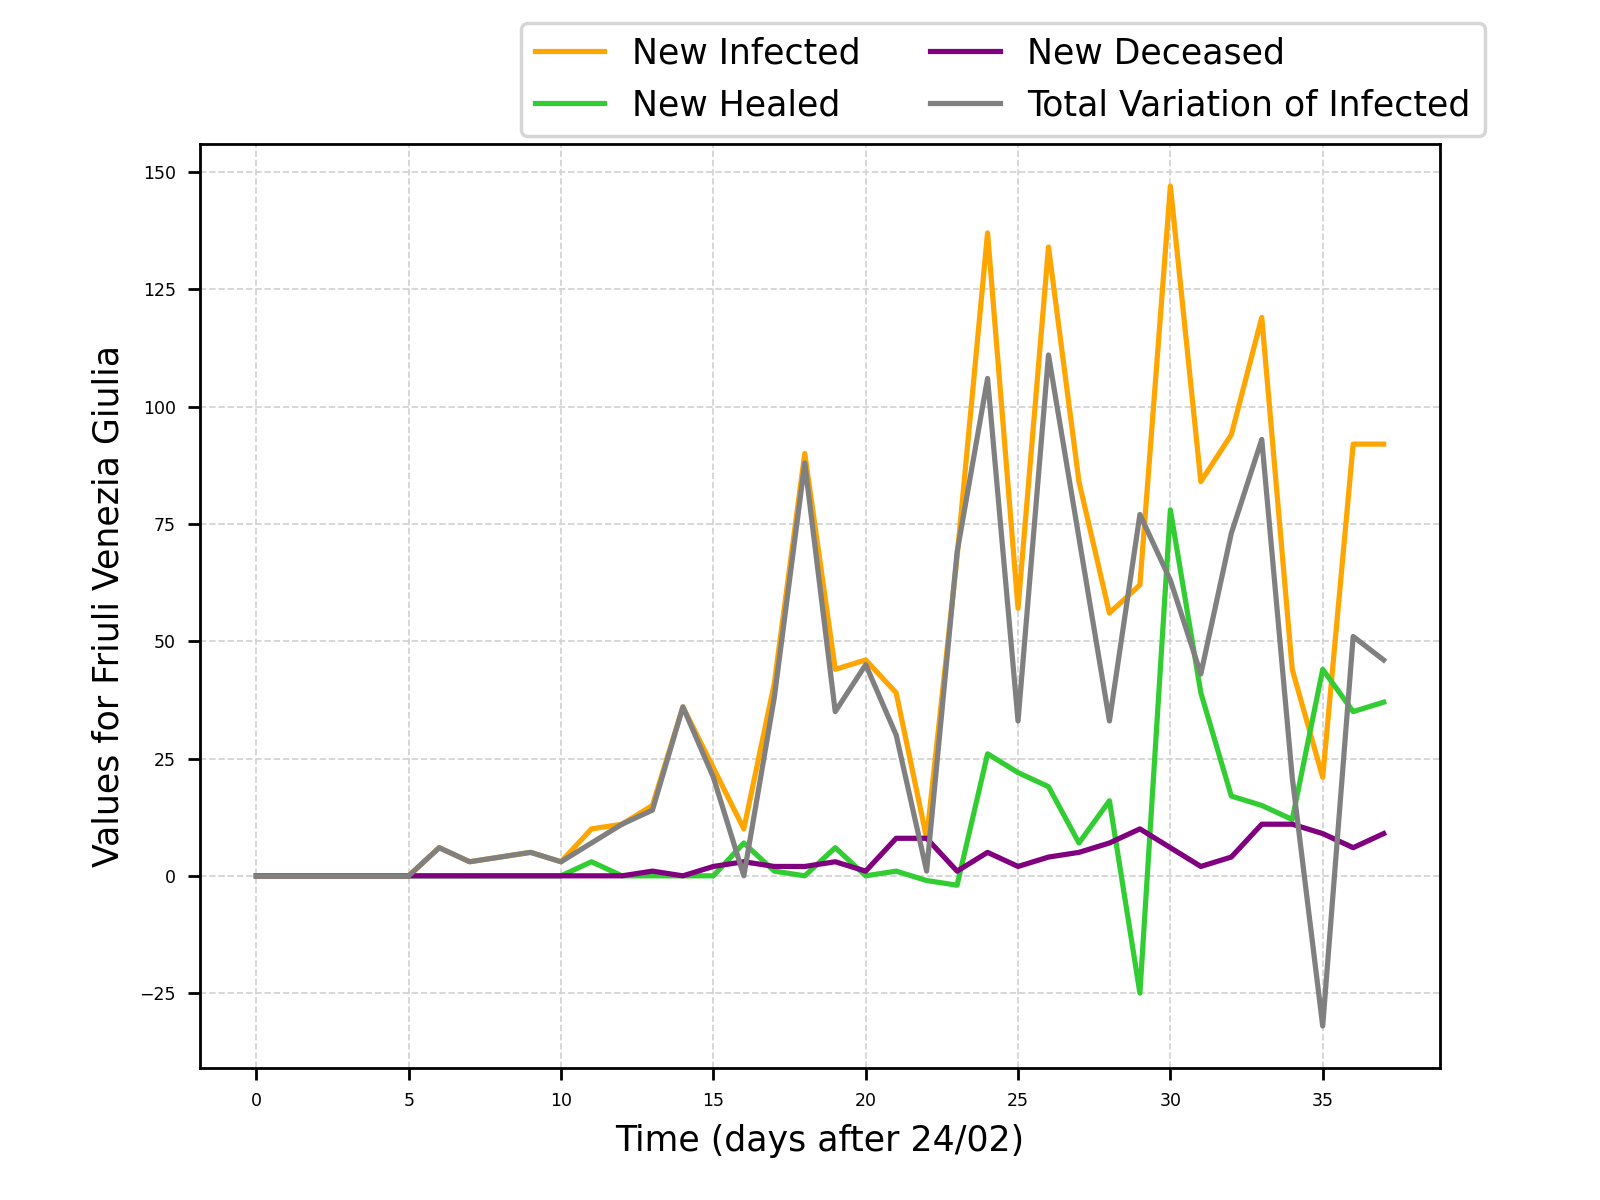 New Infected
New Healed
New Deceased
Total Variation of Infected
150
125
100
75
50
25
0
−25
Values for Friuli Venezia Giulia
0 5 10 15 20 25 30 35
Time (days after 24/02)